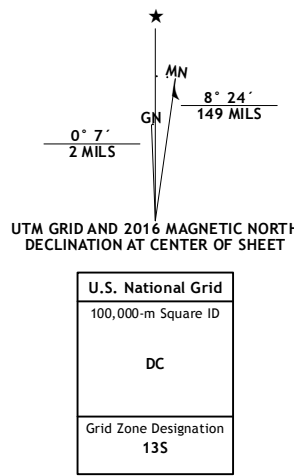 ★
MN
GN
8° 24´
149 MILS
0° 7´
2 MILS
UTM GRID AND 2016 MAGNETIC NORTH
DECLINATION AT CENTER OF SHEET
U.S. National Grid
100,000-m Square ID
DC
Grid Zone Designation
13S